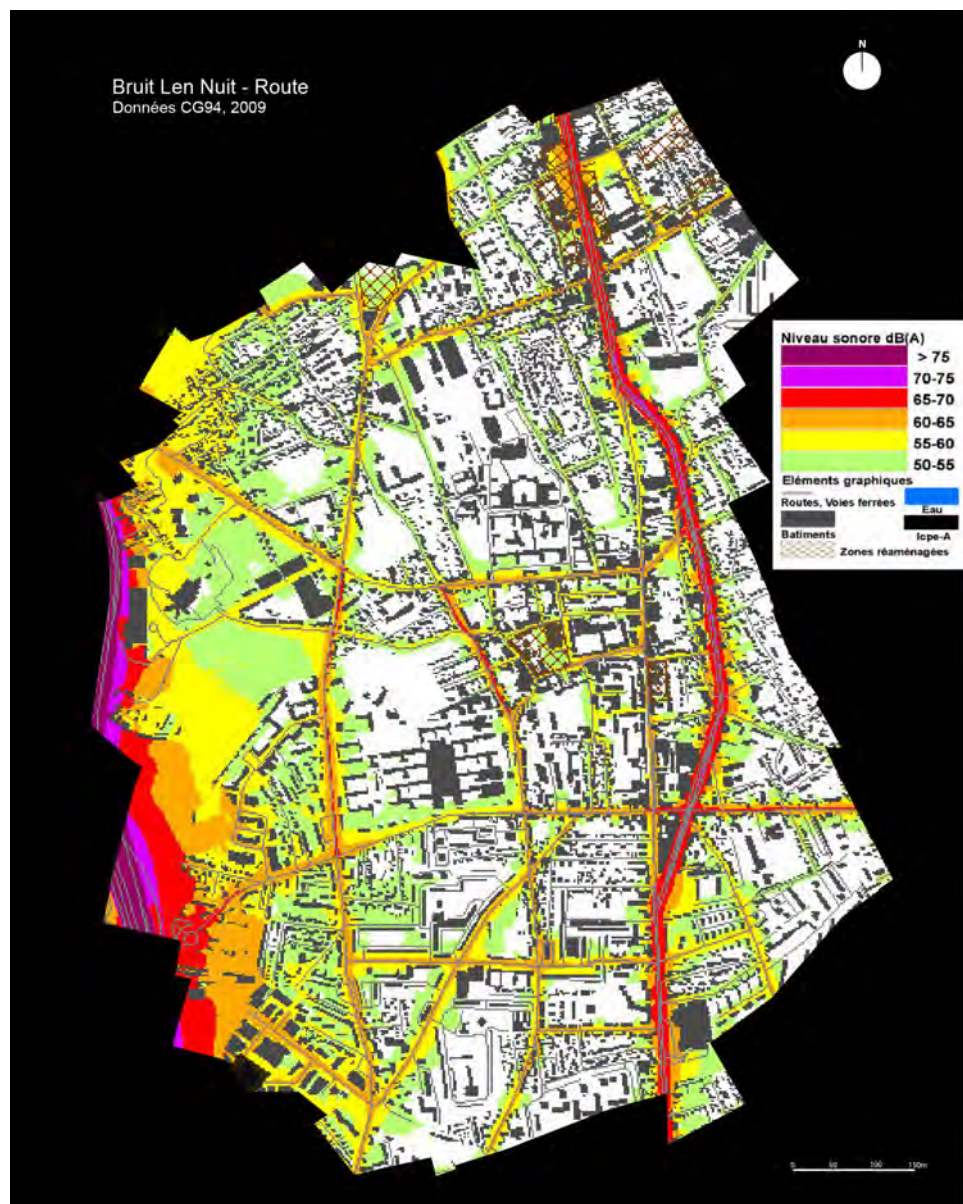 N
Bruit Len Nuit - Route
Données CG94, 2009
Niveau sonore dB(A)
> 75
70-75
65-70
60-65
55-60
50-55
Eléments graphiques
Routes, Voies ferrées
Eau
Batiments
Icpe-A
Zones réaménagées
0 50 100 150m